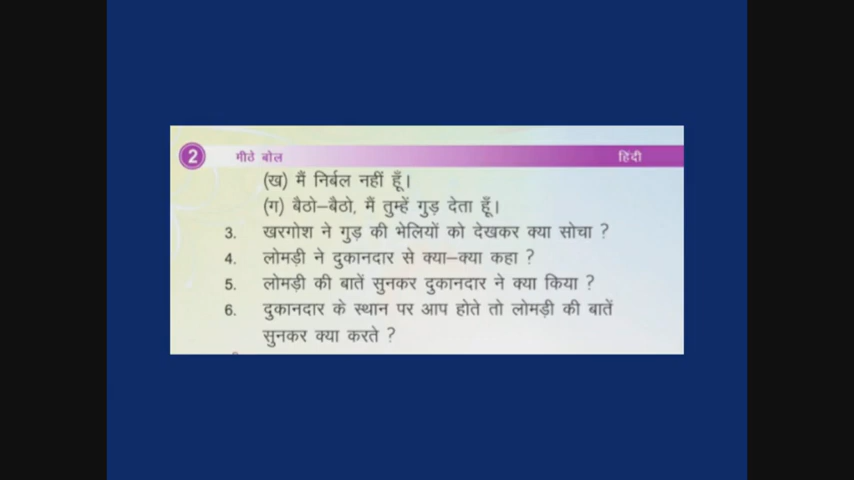 2 मीठे बोल हिंदी
(ख) मैं निर्बल नहीं हूँ।
(ग) बैठो–बैठो, मैं तुम्हें गुड़ देता हूँ।
3. खरगोश ने गुड़ की भेलियों को देखकर क्या सोचा ?
4. लोमड़ी ने दुकानदार से क्या–क्या कहा ?
5. लोमड़ी की बातें सुनकर दुकानदार ने क्या किया ?
6. दुकानदार के स्थान पर आप होते तो लोमड़ी की बातें
सुनकर क्या करते ?